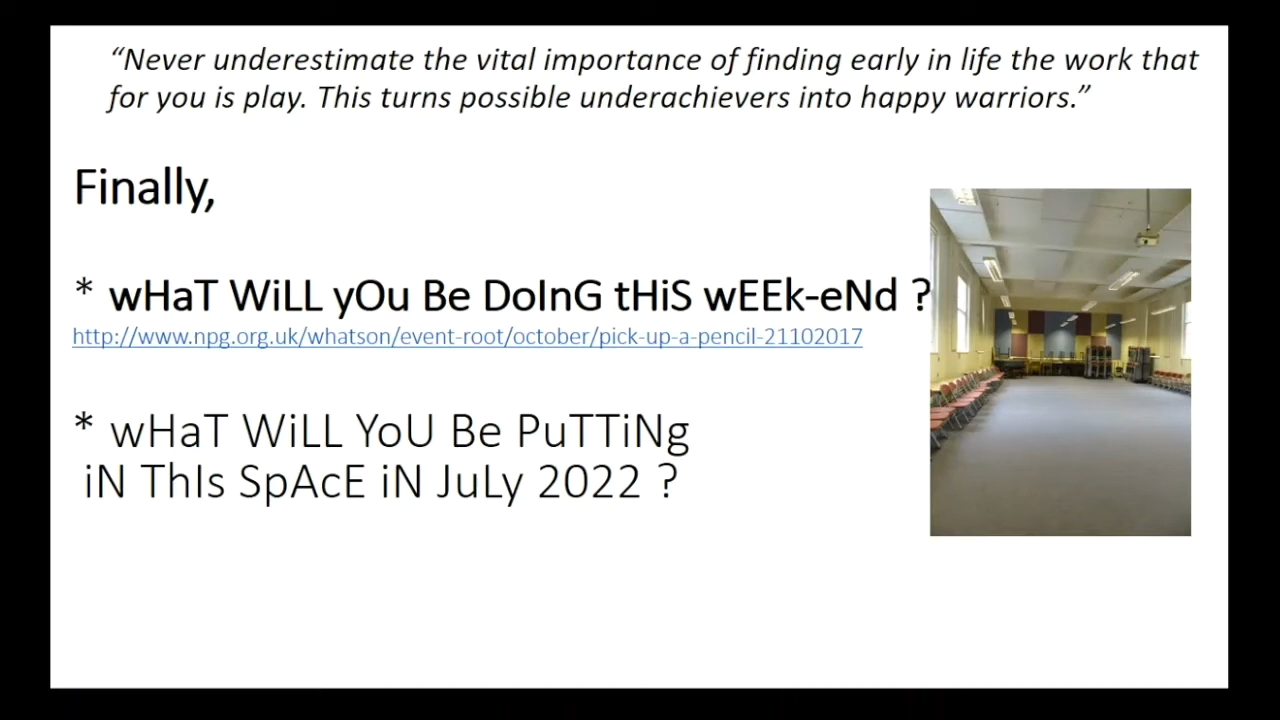 “Never underestimate the vital importance of finding early in life the work that
for you is play. This turns possible underachievers into happy warriors.”
Finally,
* wHaT WiLL yOu Be DoInG tHiS wEEk-eNd ?
http://www.npg.org.uk/whatson/event-root/october/pick-up-a-pencil-21102017
* wHaT WiLL YoU Be PuTTiNg
iN ThIs SpAcE iN JuLy 2022 ?